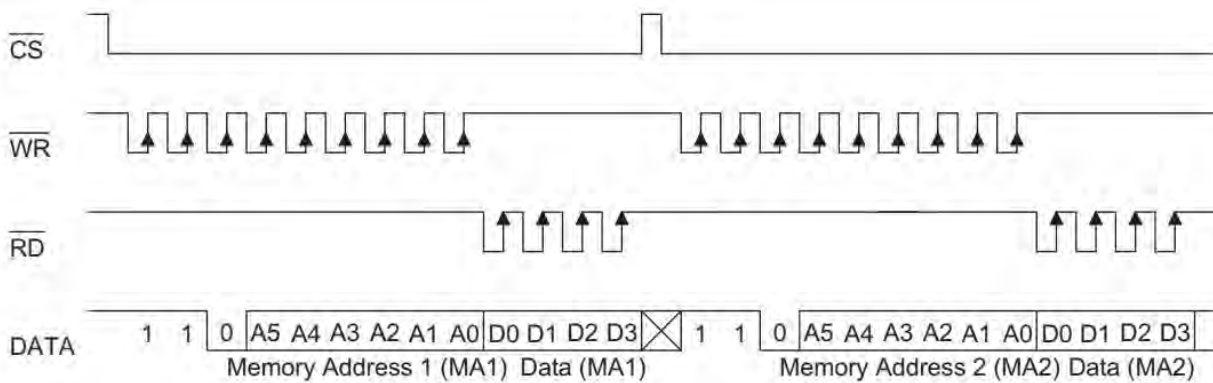 CS
WR
RD
DATA 1 1 0 A5 A4 A3 A2 A1 A0 D0 D1 D2 D3 1 1 0 A5 A4 A3 A2 A1 A0 D0 D1 D2 D3
Memory Address 1 (MA1) Data (MA1) Memory Address 2 (MA2) Data (MA2)